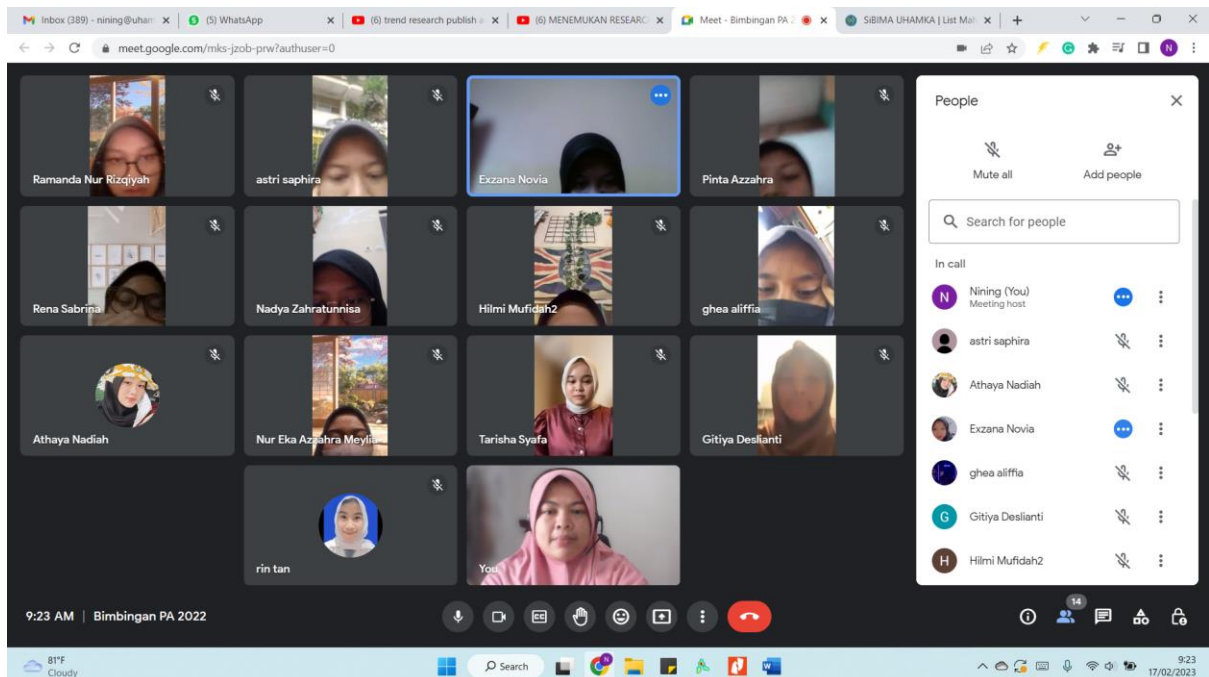 Inbox (389) - nining@uham
(5) WhatsApp
(6) trend research publish a
(6) MENEMUKAN RESEARC
Meet - Bimbingan PA 2
SiBIMA UHAMKA | List Mah
meet.google.com/mks-jzob-prw?authuser=0
N
Ramanda Nur Rizqiyah
astri saphira
Exzana Novia
Pinta Azzahra
Rena Sabrina
Nadya Zahratunnisa
Hilmi Mufidah2
ghea aliffia
Athaya Nadiah
Nur Eka Azzahra Meylia
Tarisha Syafa
Gitiya Deslianti
rin tan
You
People
Mute all
Add people
Search for people
In call
N
Nining (You)
Meeting host
astri saphira
Athaya Nadiah
Exzana Novia
ghea aliffia
G
Gitiya Deslianti
H
Hilmi Mufidah2
9:23 AM | Bimbingan PA 2022
14
81°F
Cloudy
Search
9:23
17/02/2023